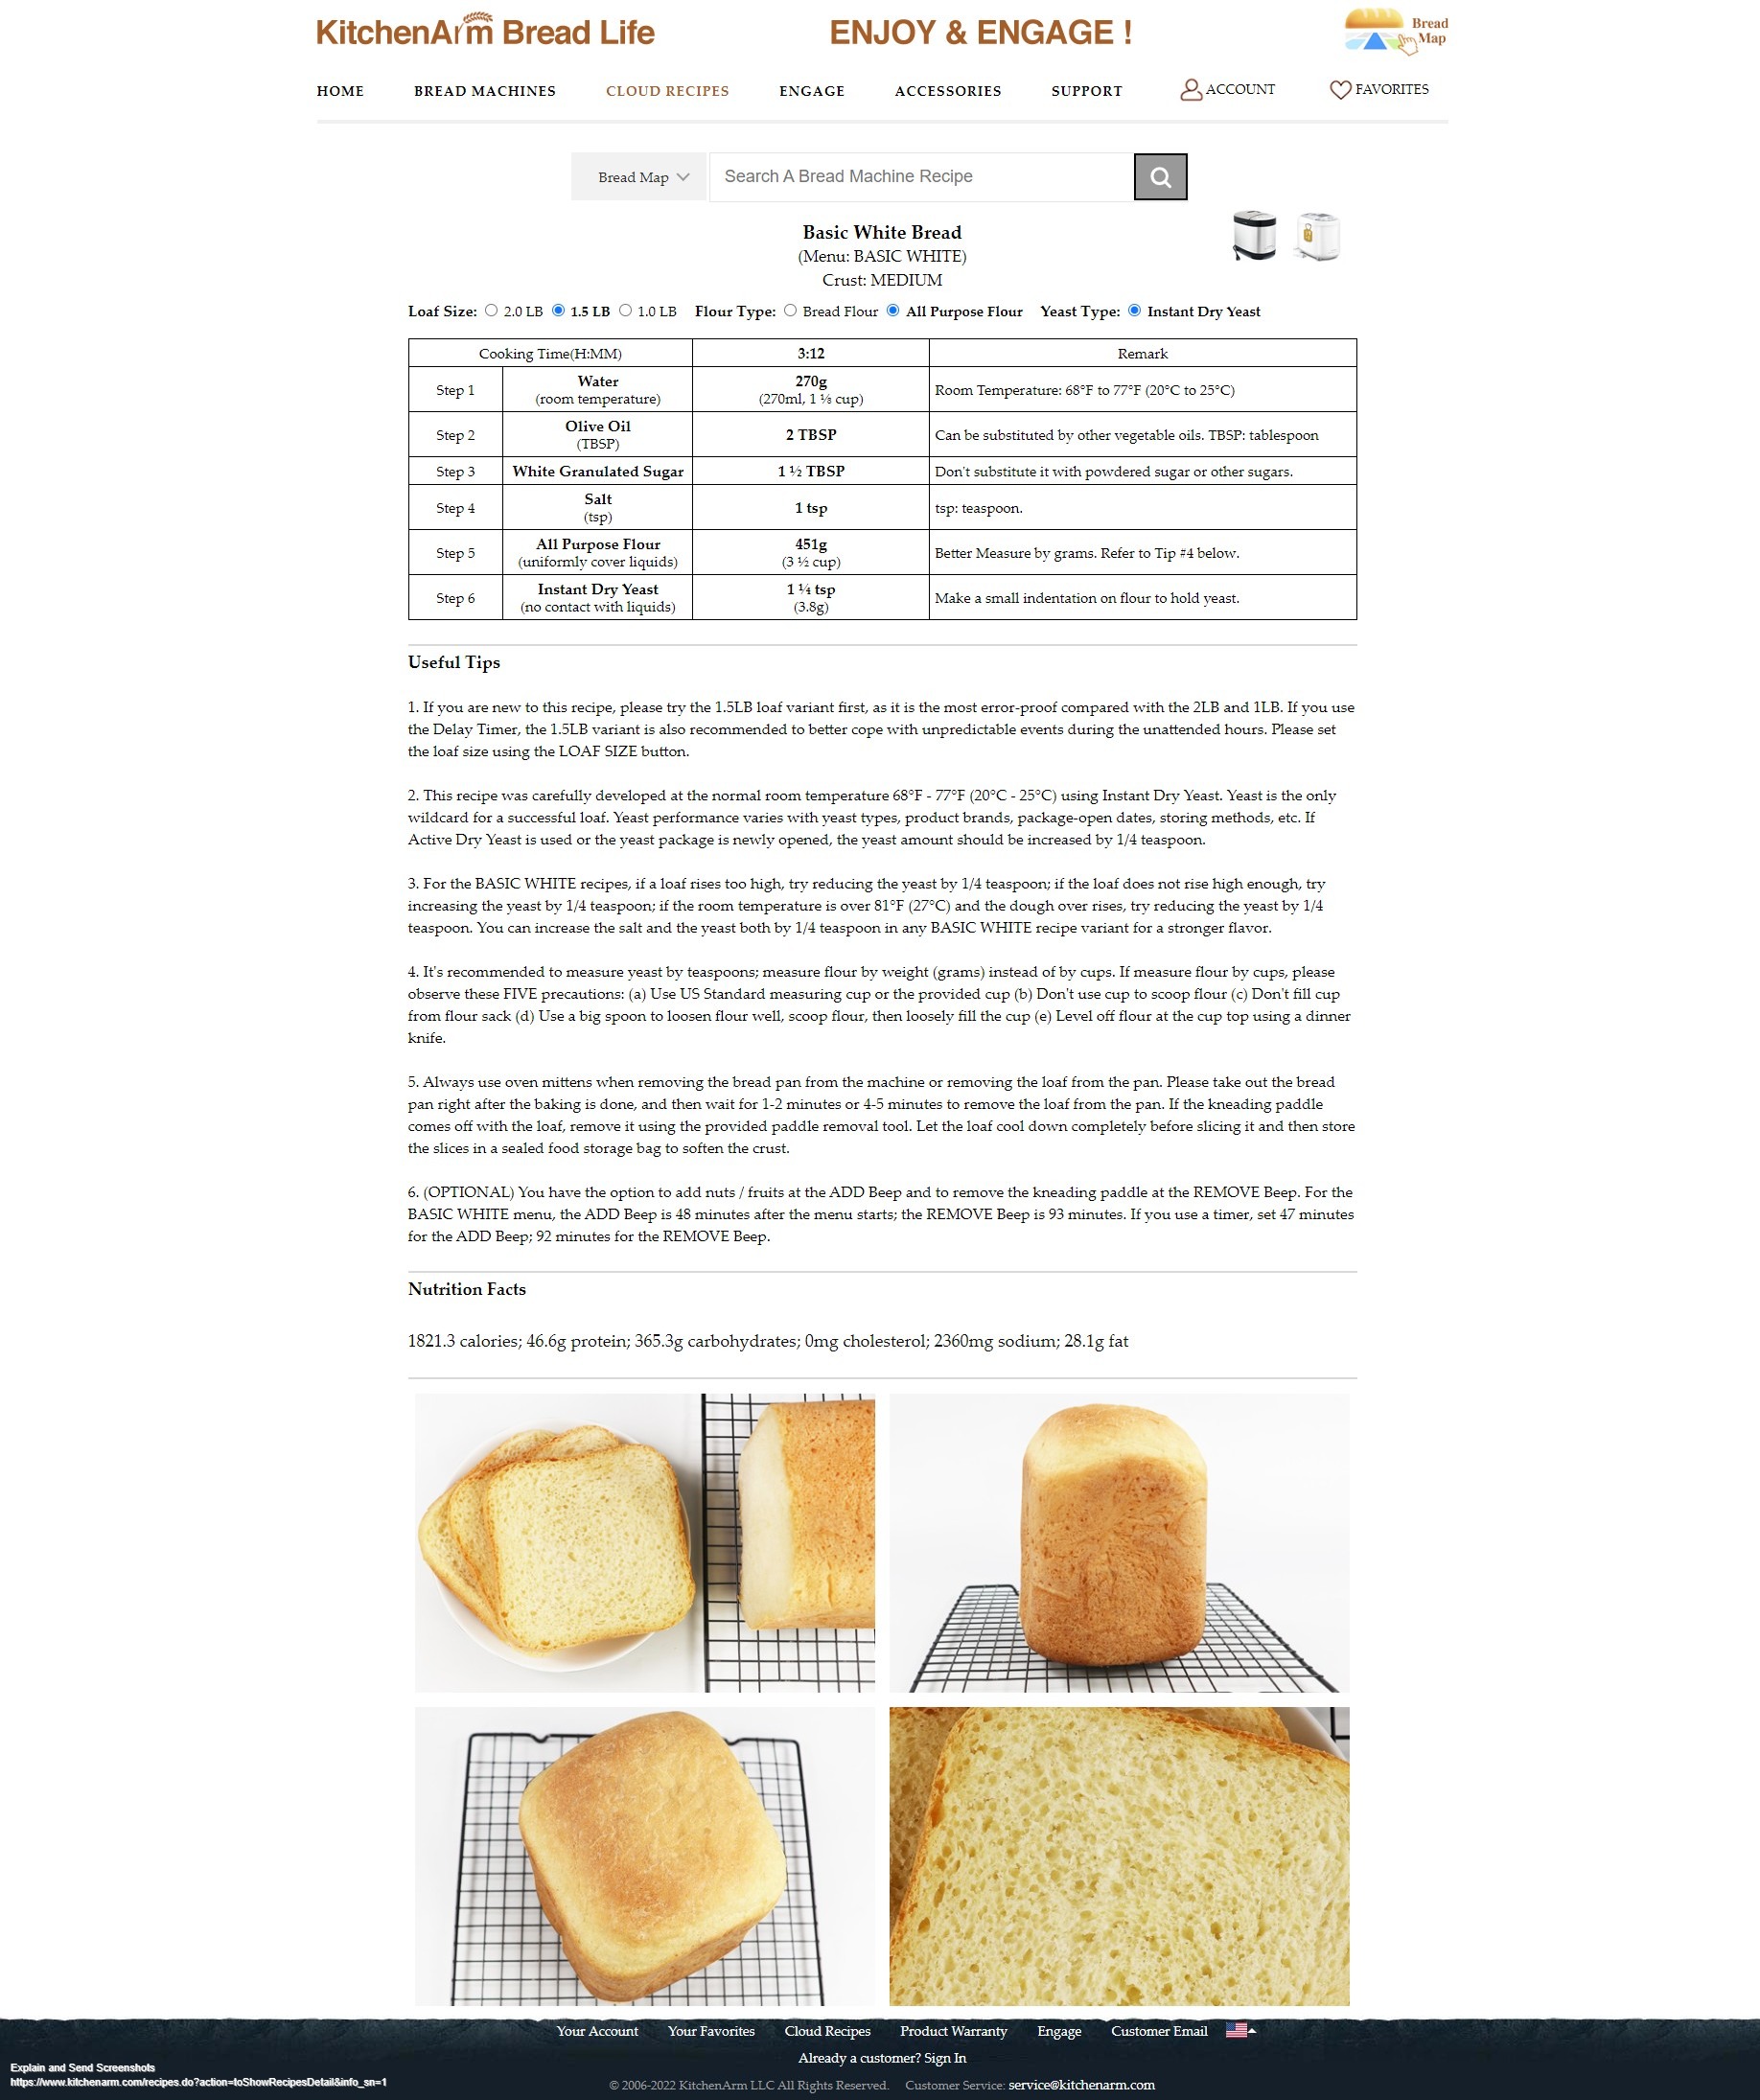 KitchenArm Bread Life
ENJOY & ENGAGE !
Bread
Map
HOME BREAD MACHINES CLOUD RECIPES ENGAGE ACCESSORIES SUPPORT ACCOUNT FAVORITES
Bread Map Search A Bread Machine Recipe
Basic White Bread
(Menu: BASIC WHITE)
Crust: MEDIUM
Loaf Size: 2.0 LB 1.5 LB 1.0 LB Flour Type: Bread Flour All Purpose Flour Yeast Type: Instant Dry Yeast
Cooking Time(H:MM) 3:12 Remark
Step 1
Water
(room temperature)
270g
(270ml, 1 ⅛ cup)
Room Temperature: 68°F to 77°F (20°C to 25°C)
Step 2
Olive Oil
(TBSP)
2 TBSP
Can be substituted by other vegetable oils. TBSP: tablespoon
Step 3
White Granulated Sugar
1 ½ TBSP
Don't substitute it with powdered sugar or other sugars.
Step 4
Salt
(tsp)
1 tsp
tsp: teaspoon.
Step 5
All Purpose Flour
(uniformly cover liquids)
451g
(3 ½ cup)
Better Measure by grams. Refer to Tip #4 below.
Step 6
Instant Dry Yeast
(no contact with liquids)
1 ¼ tsp
(3.8g)
Make a small indentation on flour to hold yeast.
Useful Tips
1. If you are new to this recipe, please try the 1.5LB loaf variant first, as it is the most error-proof compared with the 2LB and 1LB. If you use
the Delay Timer, the 1.5LB variant is also recommended to better cope with unpredictable events during the unattended hours. Please set
the loaf size using the LOAF SIZE button.
2. This recipe was carefully developed at the normal room temperature 68°F - 77°F (20°C - 25°C) using Instant Dry Yeast. Yeast is the only
wildcard for a successful loaf. Yeast performance varies with yeast types, product brands, package-open dates, storing methods, etc. If
Active Dry Yeast is used or the yeast package is newly opened, the yeast amount should be increased by 1/4 teaspoon.
3. For the BASIC WHITE recipes, if a loaf rises too high, try reducing the yeast by 1/4 teaspoon; if the loaf does not rise high enough, try
increasing the yeast by 1/4 teaspoon; if the room temperature is over 81°F (27°C) and the dough over rises, try reducing the yeast by 1/4
teaspoon. You can increase the salt and the yeast both by 1/4 teaspoon in any BASIC WHITE recipe variant for a stronger flavor.
4. It's recommended to measure yeast by teaspoons; measure flour by weight (grams) instead of by cups. If measure flour by cups, please
observe these FIVE precautions: (a) Use US Standard measuring cup or the provided cup (b) Don't use cup to scoop flour (c) Don't fill cup
from flour sack (d) Use a big spoon to loosen flour well, scoop flour, then loosely fill the cup (e) Level off flour at the cup top using a dinner
knife.
5. Always use oven mittens when removing the bread pan from the machine or removing the loaf from the pan. Please take out the bread
pan right after the baking is done, and then wait for 1-2 minutes or 4-5 minutes to remove the loaf from the pan. If the kneading paddle
comes off with the loaf, remove it using the provided paddle removal tool. Let the loaf cool down completely before slicing it and then store
the slices in a sealed food storage bag to soften the crust.
6. (OPTIONAL) You have the option to add nuts / fruits at the ADD Beep and to remove the kneading paddle at the REMOVE Beep. For the
BASIC WHITE menu, the ADD Beep is 48 minutes after the menu starts; the REMOVE Beep is 93 minutes. If you use a timer, set 47 minutes
for the ADD Beep; 92 minutes for the REMOVE Beep.
Nutrition Facts
1821.3 calories; 46.6g protein; 365.3g carbohydrates; 0mg cholesterol; 2360mg sodium; 28.1g fat
Your Account Your Favorites Cloud Recipes Product Warranty Engage Customer Email
Already a customer? Sign In
© 2006-2022 KitchenArm LLC All Rights Reserved. Customer Service: service@kitchenarm.com
Explain and Send Screenshots
https://www.kitchenarm.com/recipes.do?action=toShowRecipesDetail&info_sn=1